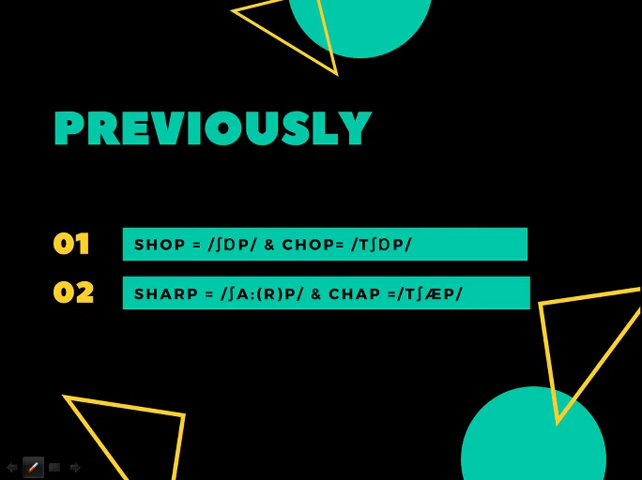 PREVIOUSLY
01 SHOP = /ʃɒP/ & CHOP= /Tʃɒp/
02 SHARP = /ʃA:(R)P/ & CHAP =/TʃÆP/